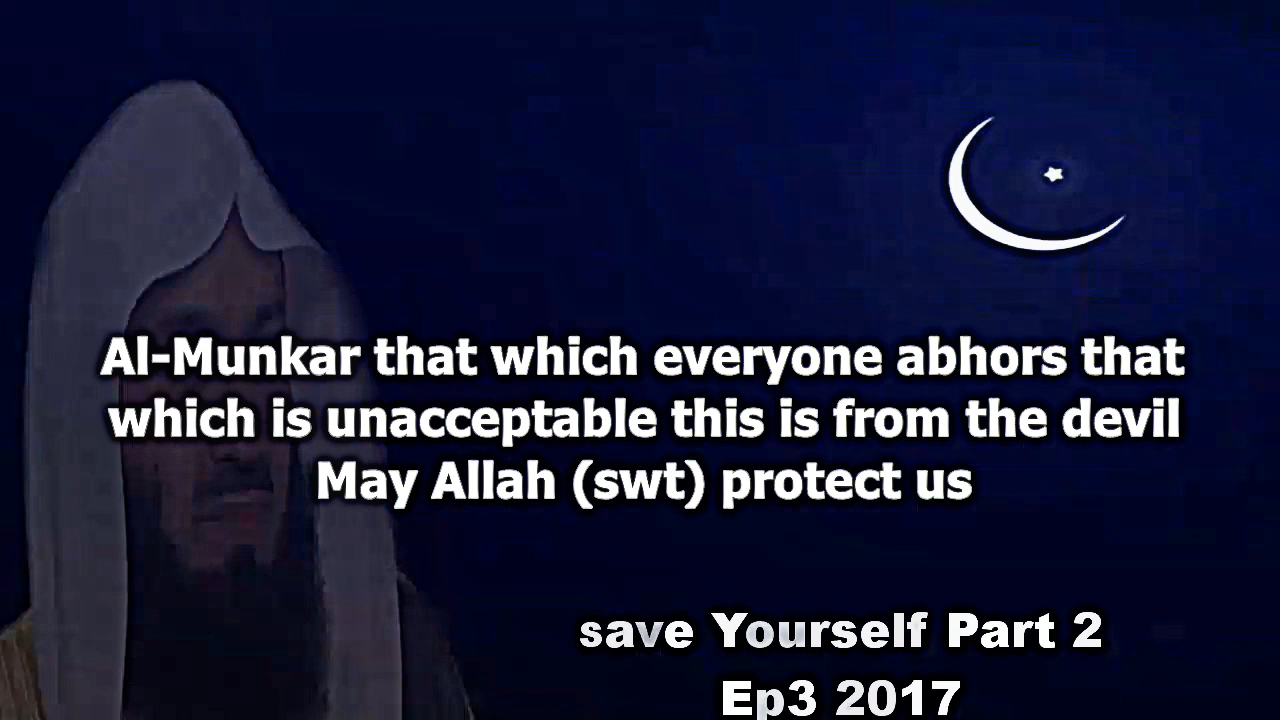 Al-Munkar that which everyone abhors that
which is unacceptable this is from the devil
May Allah (swt) protect us
save Yourself Part 2
Ep3 2017